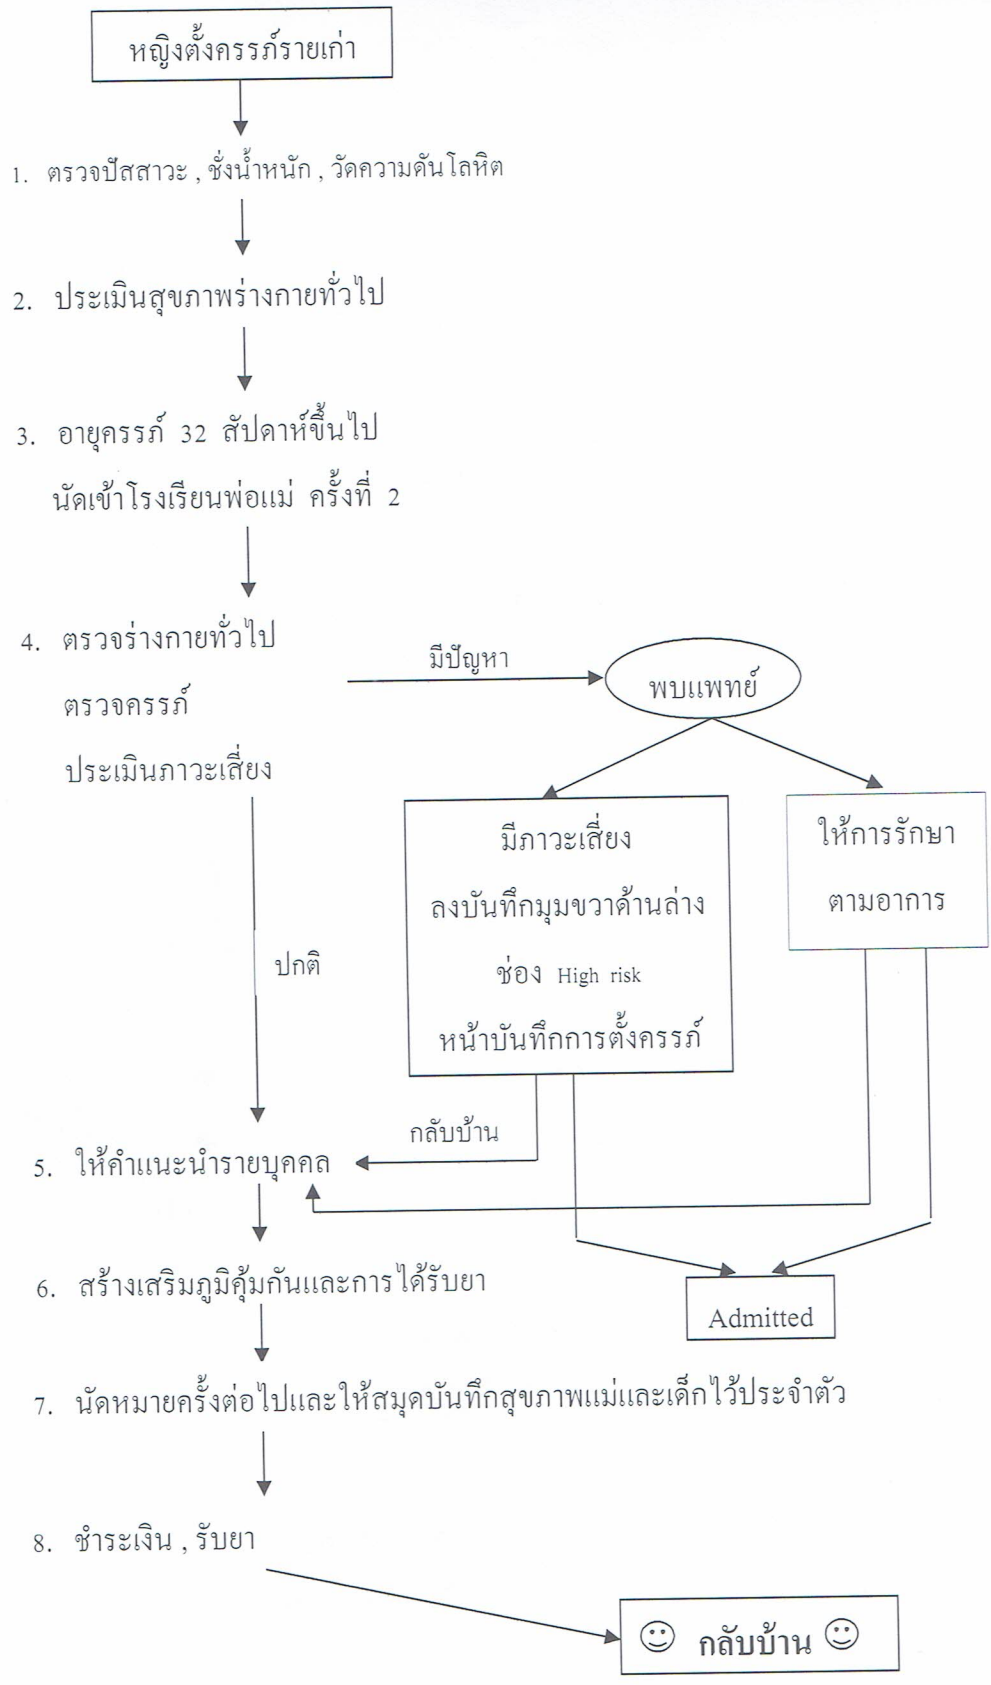 หญิงตั้งครรภ์รายเก่า
1. ตรวจปัสสาวะ , ชั่งน้ำหนัก , วัดความดันโลหิต
2. ประเมินสุขภาพร่างกายทั่วไป
3. อายุครรภ์ 32 สัปดาห์ขึ้นไป
นัดเข้าโรงเรียนพ่อแม่ ครั้งที่ 2
4. ตรวจร่างกายทั่วไป
ตรวจครรภ์
ประเมินภาวะเสี่ยง
มีปัญหา
พบแพทย์
มีภาวะเสี่ยง
ลงบันทึกมุมขวาด้านล่าง
ช่อง High risk
หน้าบันทึกการตั้งครรภ์
ให้การรักษา
ตามอาการ
ปกติ
กลับบ้าน
5. ให้คำแนะนำรายบุคคล
6. สร้างเสริมภูมิคุ้มกันและการได้รับยา
Admitted
7. นัดหมายครั้งต่อไปและให้สมุดบันทึกสุขภาพแม่และเด็กไว้ประจำตัว
8. ชำระเงิน , รับยา
☺ กลับบ้าน ☺